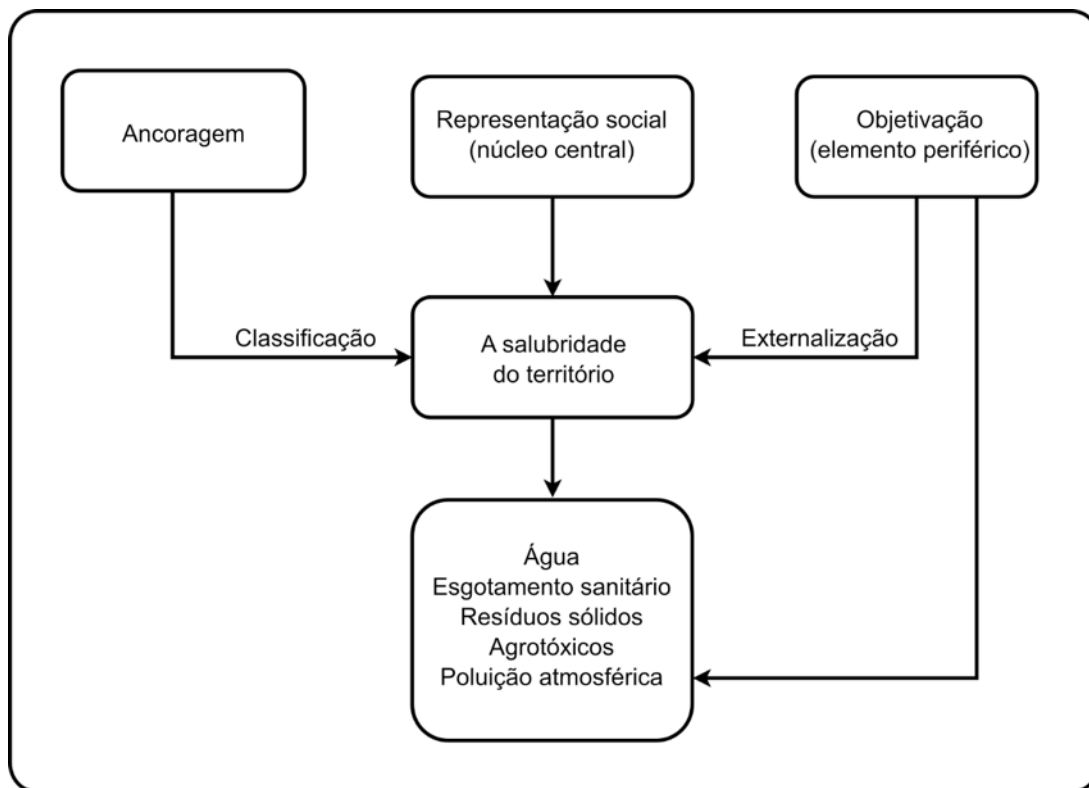 Ancoragem
Representação social
(núcleo central)
Objetivação
(elemento periférico)
Classificação
A salubridade
do território
Externalização
Água
Esgotamento sanitário
Resíduos sólidos
Agrotóxicos
Poluição atmosférica